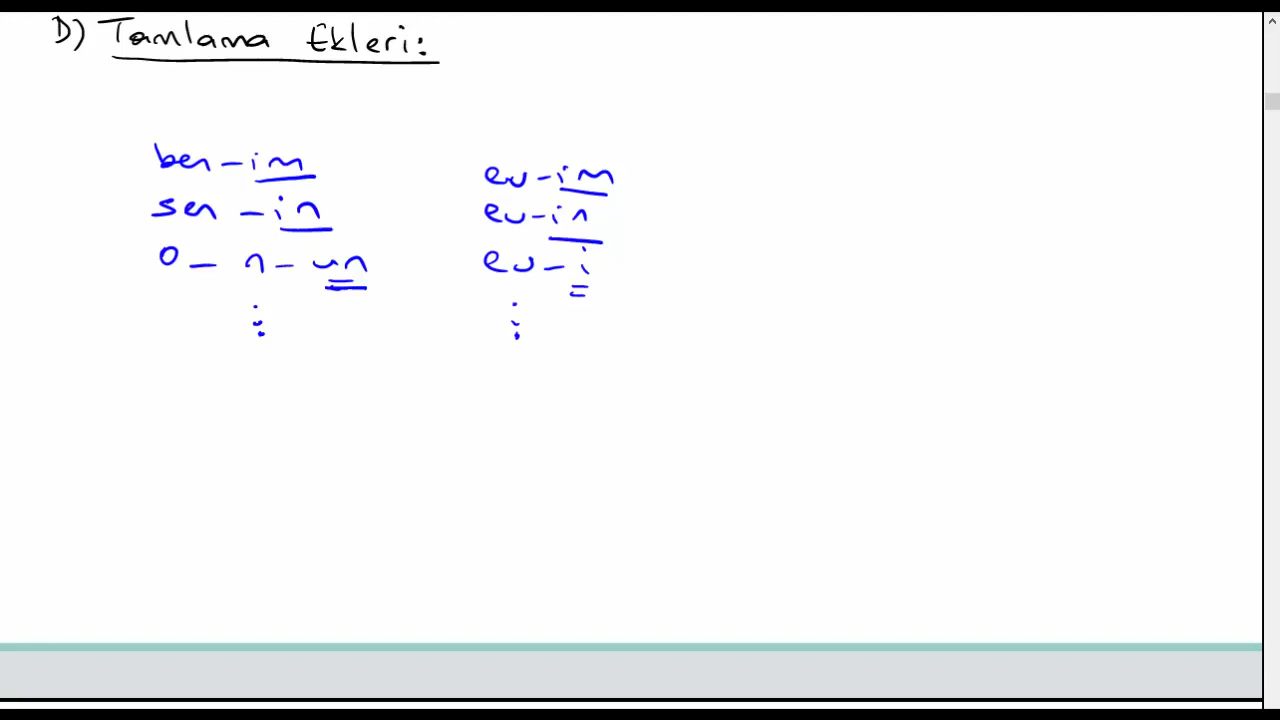 D) Tamlama Ekleri:
ben - im ev - im
sen - in ev - in
O - n - un ev - i